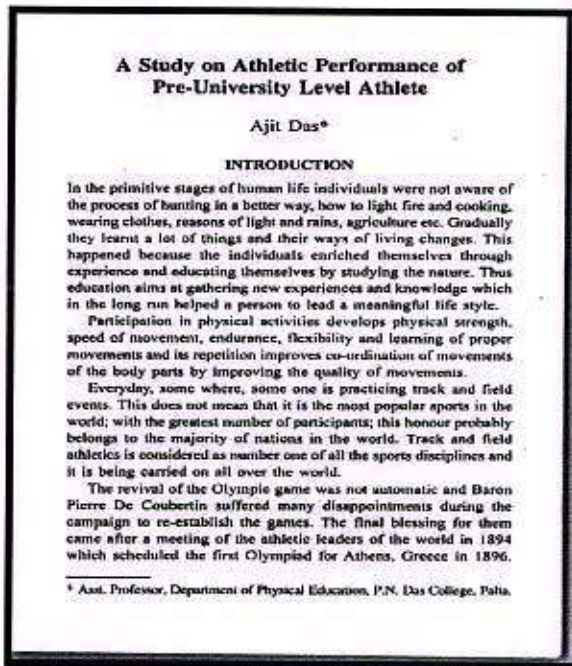 A Study on Athletic Performance of
Pre-University Level Athlete
Ajit Das*
INTRODUCTION
In the primitive stages of human life individuals were not aware of
the process of hunting in a better way, how to light fire and cooking,
wearing clothes, reasons of light and rains, agriculture etc. Gradually
they learnt a lot of things and their ways of living changes. This
happened because the individuals enriched themselves through
experience and educating themselves by studying the nature. Thus
education aims at gathering new experiences and knowledge which
in the long run helped a person to lead a meaningful life style.
Participation in physical activities develops physical strength,
speed of movement, endurance, flexibility and learning of proper
movements and its repetition improves co-ordination of movements
of the body parts by improving the quality of movements.
Everyday, some where, some one is practicing track and field
events. This does not mean that it is the most popular sports in the
world; with the greatest number of participants; this honour probably
belongs to the majority of nations in the world. Track and field
athletics is considered as number one of all the sports disciplines and
it is being carried on all over the world.
The revival of the Olympic game was not automatic and Baron
Pierre De Coubertin suffered many disappointments during the
campaign to re-establish the games. The final blessing for them
came after a meeting of the athletic leaders of the world in 1894
which scheduled the first Olympiad for Athens, Greece in 1896.
* Asst. Professor, Department of Physical Education, P.N. Das College, Palta.